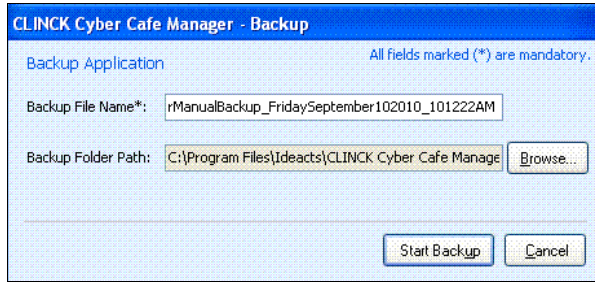 CLINCK Cyber Cafe Manager - Backup
All fields marked (*) are mandatory.
Backup Application
Backup File Name*: rManualBackup_FridaySeptember102010_101222AM
Backup Folder Path: C:\Program Files\Ideacts\CLINCK Cyber Cafe Manage Browse...
Start Backup Cancel